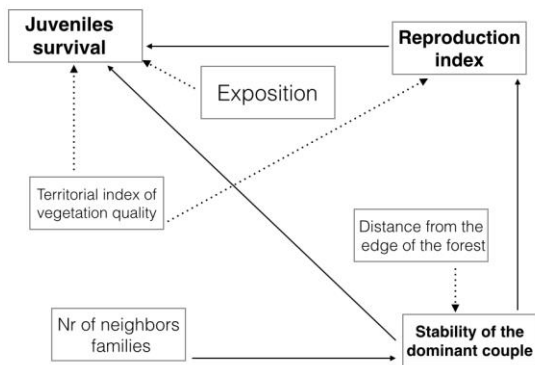 Juveniles
survival
Reproduction
index
Exposition
Territorial index of
vegetation quality
Distance from the
edge of the forest
Nr of neighbors
families
Stability of the
dominant couple